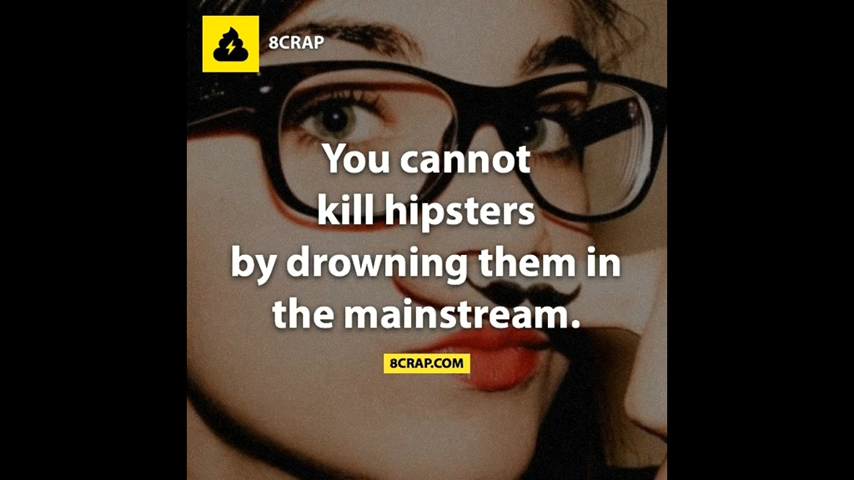 8CRAP
You cannot
kill hipsters
by drowning them in
the mainstream.
8CRAP.COM